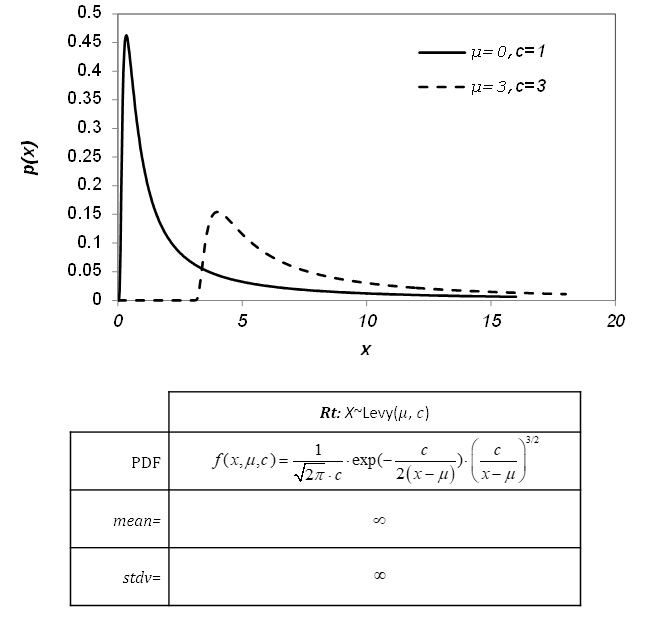 0.5
0.45
0.4
0.35
0.3
0.25
0.2
0.15
0.1
0.05
0
p(x)
μ= 0, c=1
μ= 3, c=3
0 5 10 15 20
x
Rt: X~Levy(μ, c)
PDF f(x,μ,c) = 1/(√2π · c) · exp(− c/2(x−μ)) · (c/(x−μ))^3/2
mean= ∞
stdv= ∞